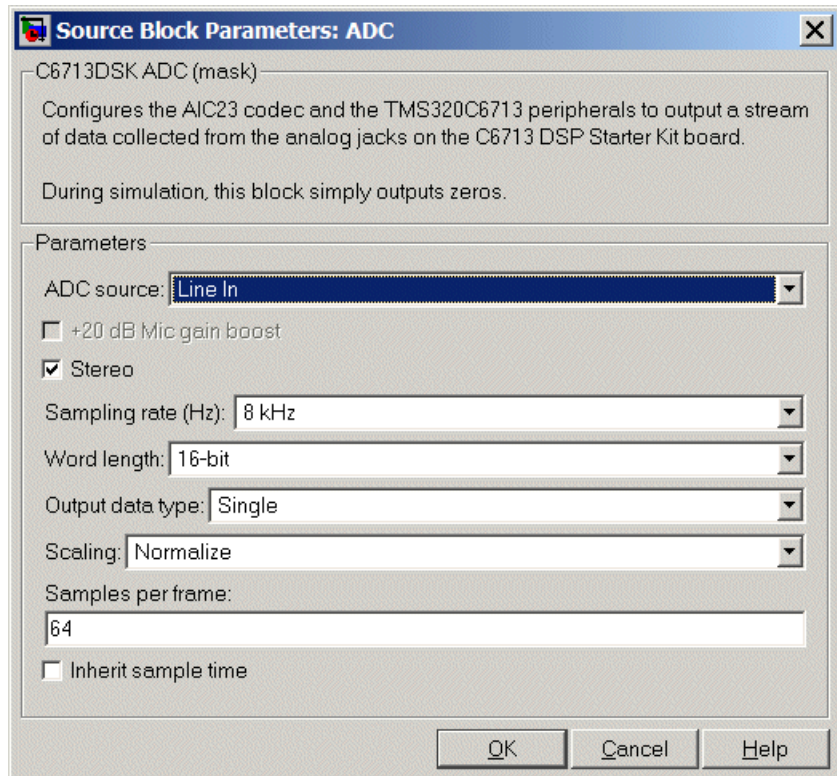 Source Block Parameters: ADC
C6713DSK ADC (mask)
Configures the AIC23 codec and the TMS320C6713 peripherals to output a stream
of data collected from the analog jacks on the C6713 DSP Starter Kit board.
During simulation, this block simply outputs zeros.
Parameters
ADC source: Line In
+20 dB Mic gain boost
Stereo
Sampling rate (Hz): 8 kHz
Word length: 16-bit
Output data type: Single
Scaling: Normalize
Samples per frame:
64
Inherit sample time
OK Cancel Help